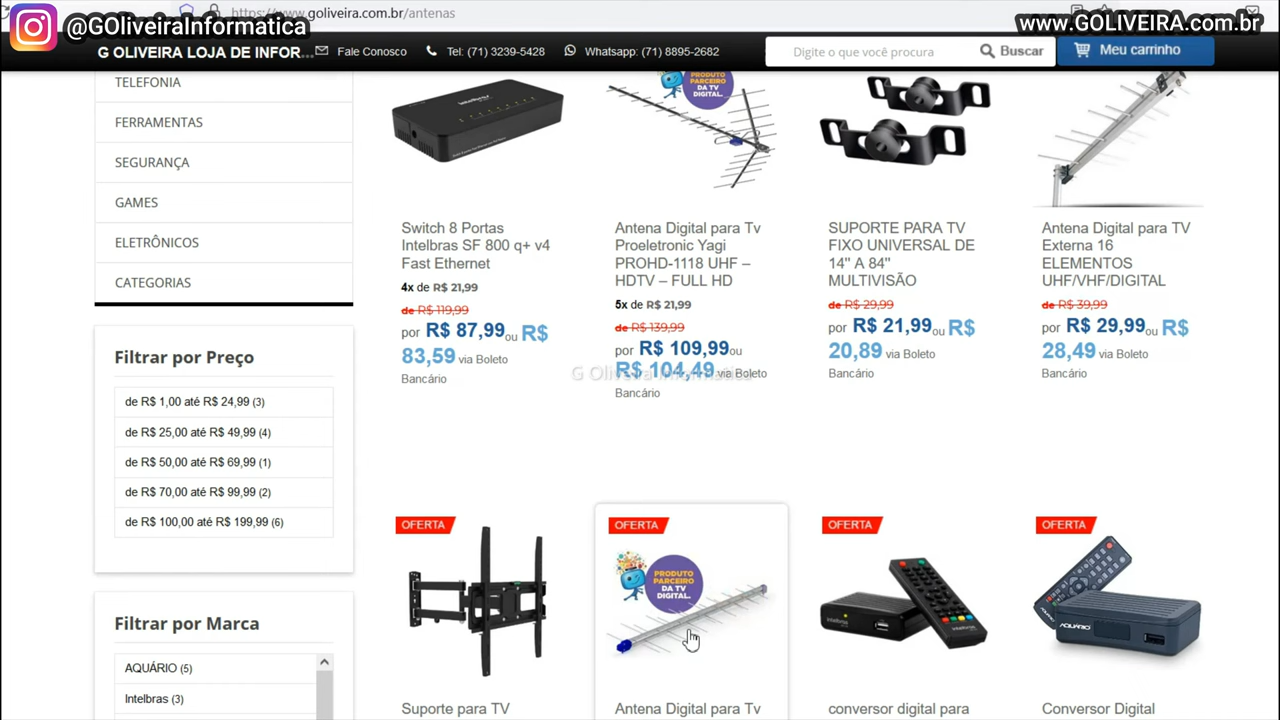 https://www.goliveira.com.br/antenas
@GOliveiraInformatica
www.GOLIVEIRA.com.br
G OLIVEIRA LOJA DE INFOR...
Fale Conosco
Tel: (71) 3239-5428
Whatsapp: (71) 8895-2682
Digite o que você procura
Buscar
Meu carrinho
TELEFONIA
FERRAMENTAS
SEGURANÇA
GAMES
ELETRÔNICOS
CATEGORIAS
Filtrar por Preço
de R$ 1,00 até R$ 24,99 (3)
de R$ 25,00 até R$ 49,99 (4)
de R$ 50,00 até R$ 69,99 (1)
de R$ 70,00 até R$ 99,99 (2)
de R$ 100,00 até R$ 199,99 (6)
Filtrar por Marca
AQUÁRIO (5)
Intelbras (3)
intelbras
Switch 8 Portas
Intelbras SF 800 q+ v4
Fast Ethernet
4x de R$ 21,99
de R$ 119,99
por R$ 87,99 ou R$
83,59 via Boleto
Bancário
PRODUTO
PARCEIRO
DA TV
DIGITAL.
Antena Digital para Tv
Proeletronic Yagi
PROHD-1118 UHF –
HDTV – FULL HD
5x de R$ 21,99
de R$ 139,99
por R$ 109,99 ou
R$ 104,49 via Boleto
Bancário
G Oliveira Informatica
SUPORTE PARA TV
FIXO UNIVERSAL DE
14" A 84"
MULTIVISÃO
de R$ 29,99
por R$ 21,99 ou R$
20,89 via Boleto
Bancário
Antena Digital para TV
Externa 16
ELEMENTOS
UHF/VHF/DIGITAL
de R$ 39,99
por R$ 29,99 ou R$
28,49 via Boleto
Bancário
OFERTA
Suporte para TV
OFERTA
PRODUTO
PARCEIRO
DA TV
DIGITAL.
Antena Digital para Tv
OFERTA
intelbras
intelbras
conversor digital para
OFERTA
AQUÁRIO
Conversor Digital